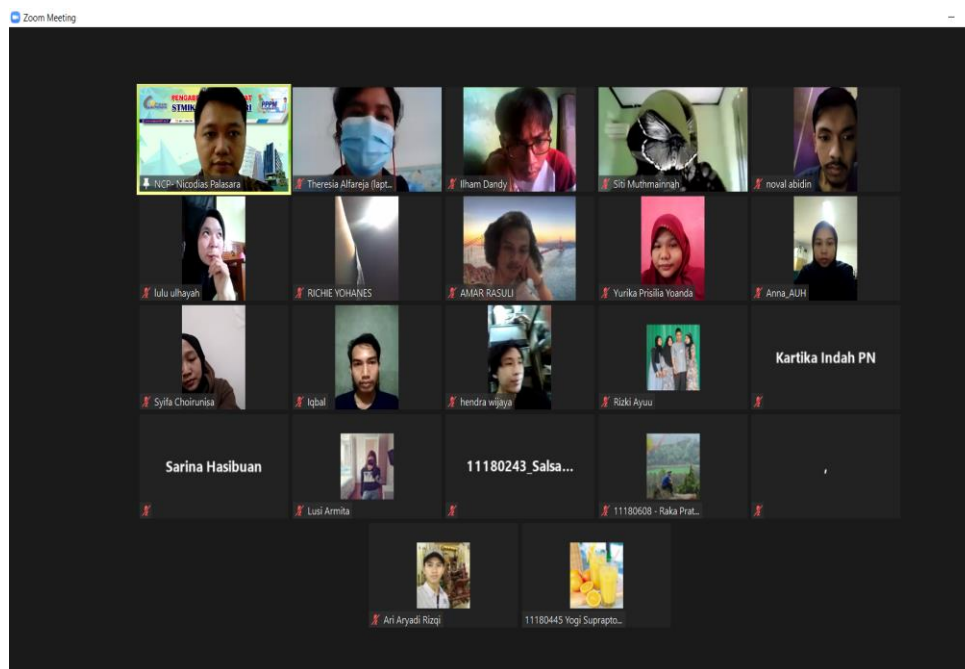 Zoom Meeting
PENGAB
STMIK
PPPM
NCP- Nicodias Palasara
Theresia Alfareja (lapt...
Ilham Dandy
Siti Muthmainnah
noval abidin
lulu ulhayah
RICHIE YOHANES
AMAR RASULI
Yurika Prisilia Yoanda
Anna_AUH
Syifa Choirunisa
Iqbal
hendra wijaya
Rizki Ayuu
Kartika Indah PN
Sarina Hasibuan
Lusi Armita
11180243_Salsa...
11180608 - Raka Prat...
,
Ari Aryadi Rizqi
11180445 Yogi Suprapto...